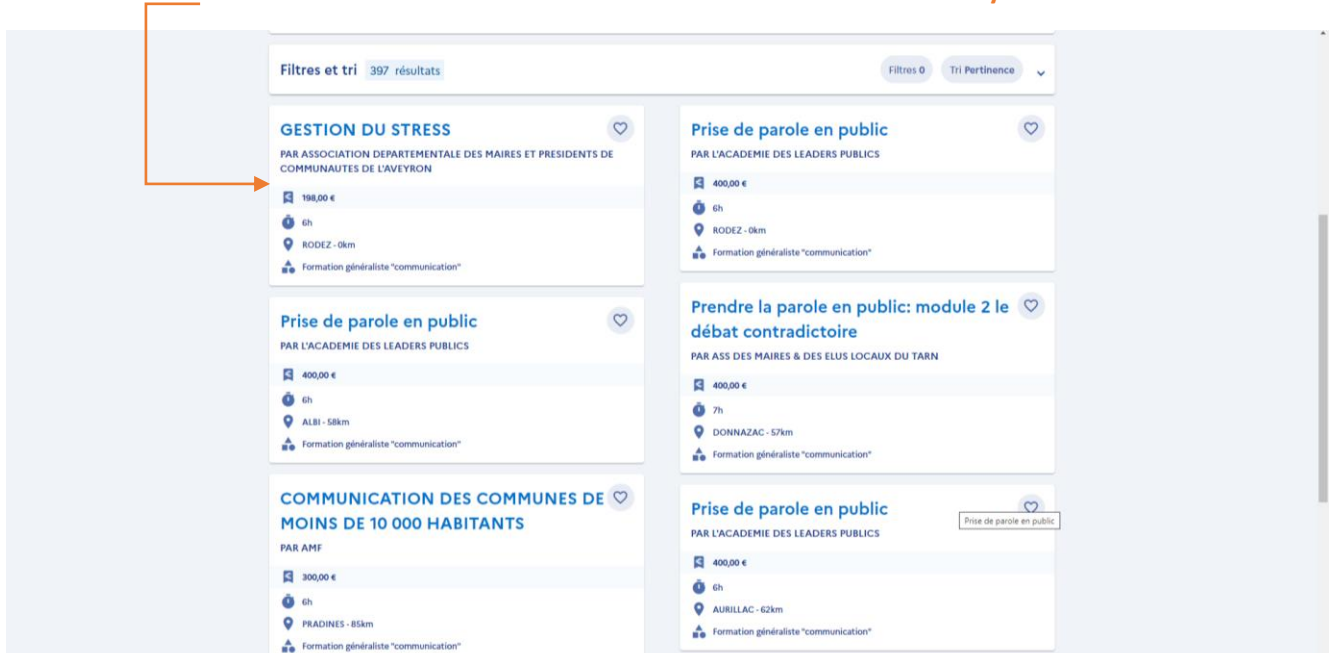 Filtres et tri 397 résultats
Filtres 0 Tri Pertinence
GESTION DU STRESS
PAR ASSOCIATION DEPARTEMENTALE DES MAIRES ET PRESIDENTS DE
COMMUNAUTES DE L'AVEYRON
198,00 €
6h
RODEZ - 0km
Formation généraliste "communication"
Prise de parole en public
PAR L'ACADEMIE DES LEADERS PUBLICS
400,00 €
6h
RODEZ - 0km
Formation généraliste "communication"
Prise de parole en public
PAR L'ACADEMIE DES LEADERS PUBLICS
400,00 €
6h
ALBI - 58km
Formation généraliste "communication"
Prendre la parole en public: module 2 le
débat contradictoire
PAR ASS DES MAIRES & DES ELUS LOCAUX DU TARN
400,00 €
7h
DONNAZAC - 57km
Formation généraliste "communication"
COMMUNICATION DES COMMUNES DE
MOINS DE 10 000 HABITANTS
PAR AMF
300,00 €
6h
PRADINES - 85km
Formation généraliste "communication"
Prise de parole en public
Prise de parole en public
PAR L'ACADEMIE DES LEADERS PUBLICS
400,00 €
6h
AURILLAC - 62km
Formation généraliste "communication"